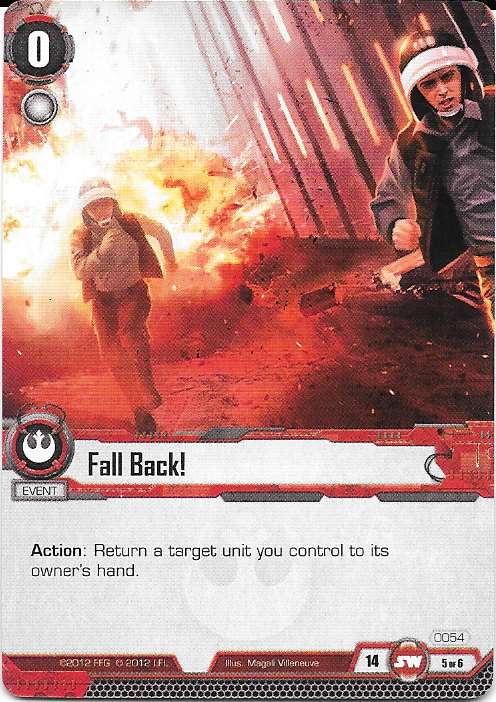 0
Fall Back!
EVENT
Action: Return a target unit you control to its
owner's hand.
0054
©2012 FFG © 2012 LFL
Illus. Magali Villeneuve
14
SW
5 OF 6